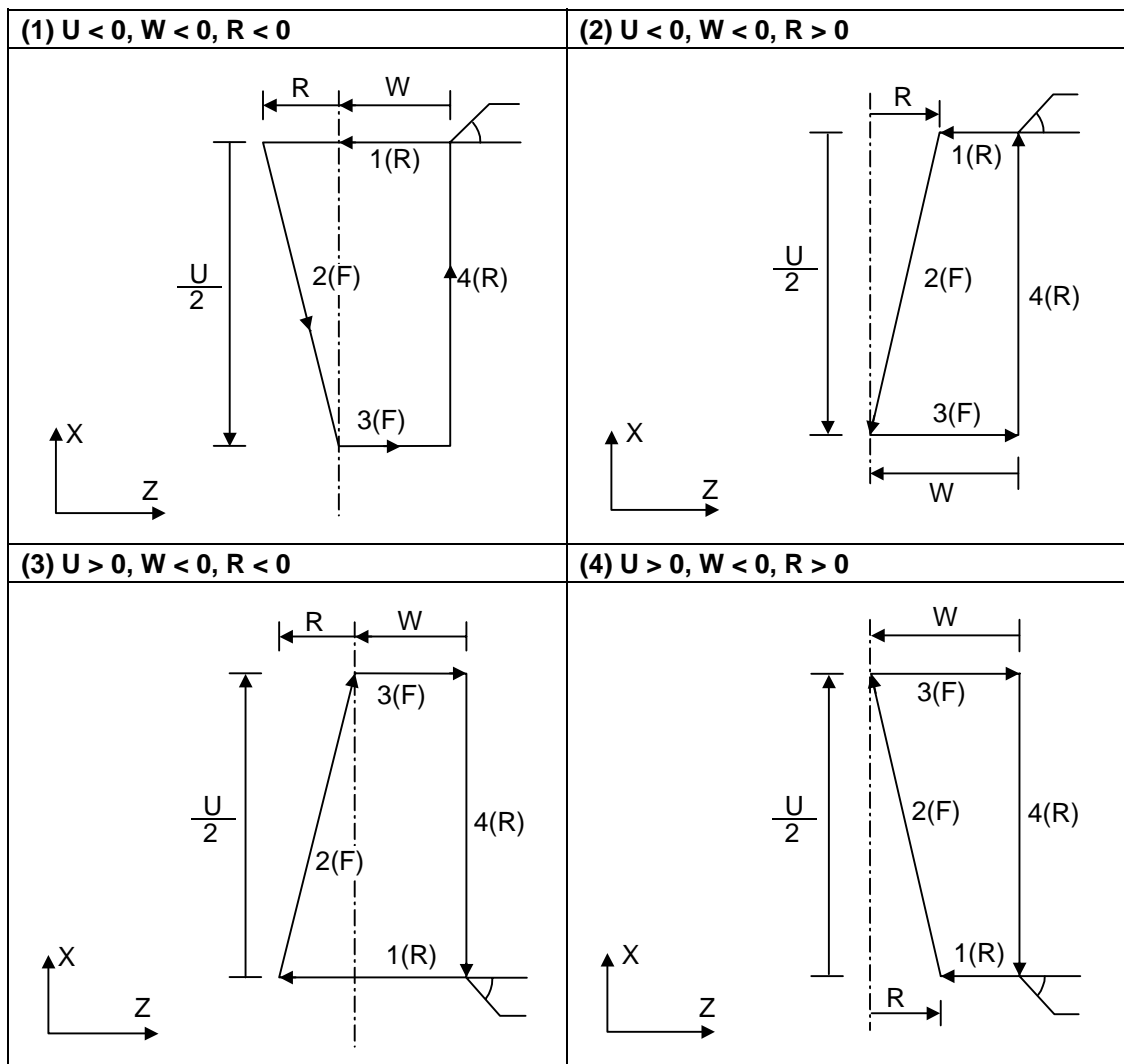 (1) U < 0, W < 0, R < 0
R W
1(R)
U
2
2(F)
4(R)
3(F)
X
Z
(2) U < 0, W < 0, R > 0
R
1(R)
U
2
2(F)
4(R)
3(F)
W
X
Z
(3) U > 0, W < 0, R < 0
R W
3(F)
U
2
4(R)
2(F)
1(R)
X
Z
(4) U > 0, W < 0, R > 0
W
3(F)
U
2
2(F)
4(R)
1(R)
R
X
Z